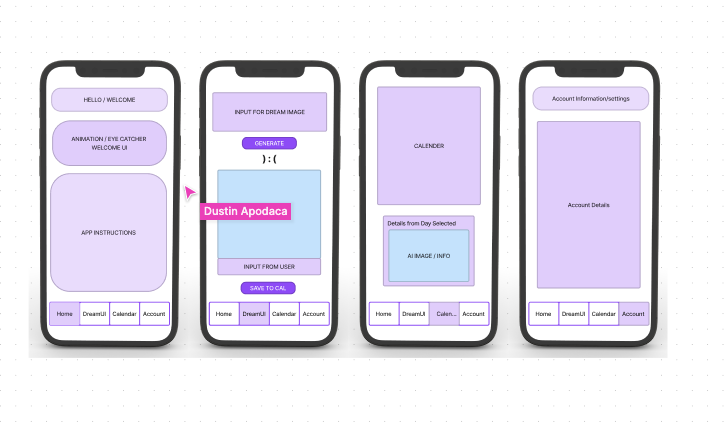 HELLO / WELCOME
ANIMATION / EYE CATCHER
WELCOME UI
APP INSTRUCTIONS
Home
DreamUI
Calendar
Account
INPUT FOR DREAM IMAGE
GENERATE
) : (
INPUT FROM USER
SAVE TO CAL
Home
DreamUI
Calendar
Account
Dustin Apodaca
CALENDER
Details from Day Selected
AI IMAGE / INFO
Home
DreamUI
Calen...
Account
Account Information/settings
Account Details
Home
DreamUI
Calendar
Account